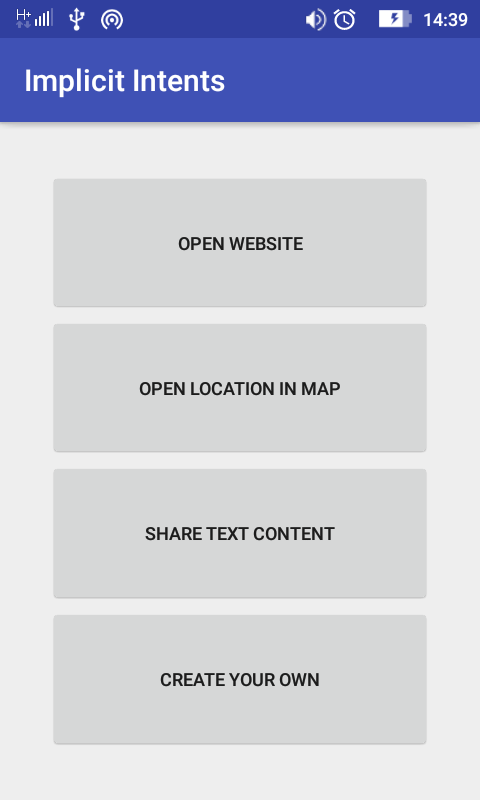 H+ 14:39
Implicit Intents
OPEN WEBSITE
OPEN LOCATION IN MAP
SHARE TEXT CONTENT
CREATE YOUR OWN